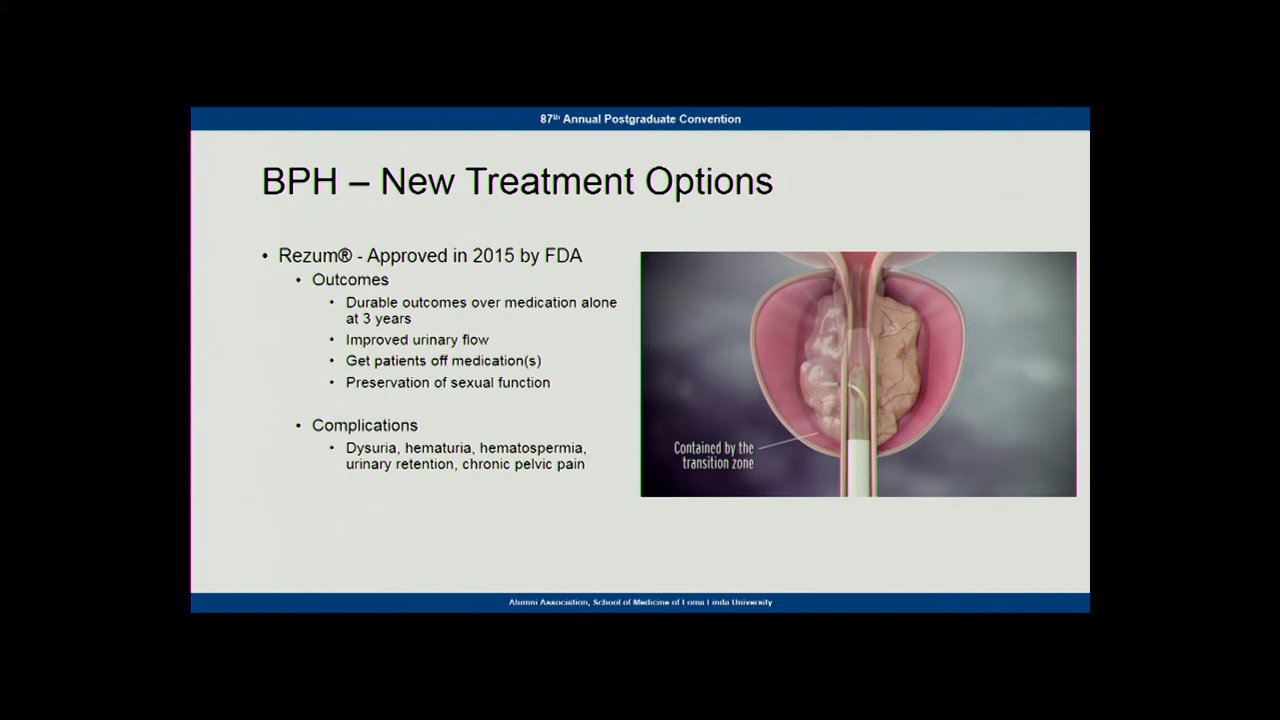 87th Annual Postgraduate Convention
BPH – New Treatment Options
• Rezum® - Approved in 2015 by FDA
• Outcomes
• Durable outcomes over medication alone
at 3 years
• Improved urinary flow
• Get patients off medication(s)
• Preservation of sexual function
• Complications
• Dysuria, hematuria, hematospermia,
urinary retention, chronic pelvic pain
Contained by the
transition zone
Alumni Association, School of Medicine of Loma Linda University